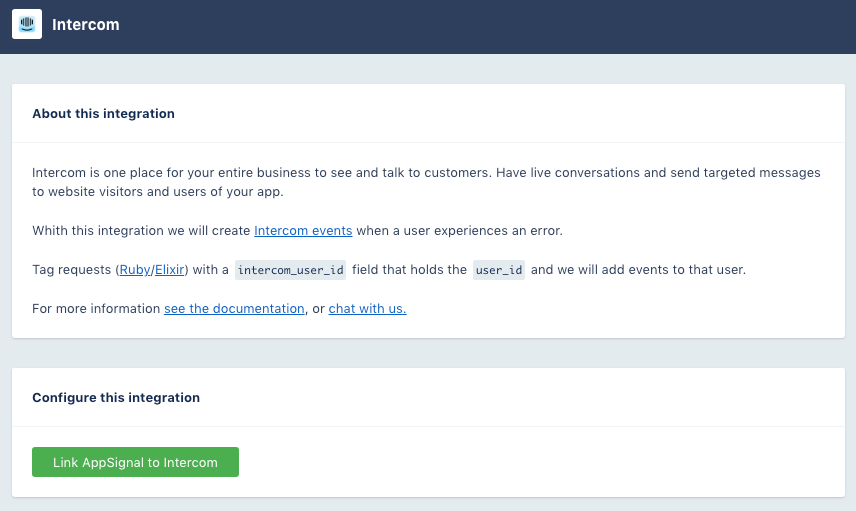 Intercom
About this integration
Intercom is one place for your entire business to see and talk to customers. Have live conversations and send targeted messages
to website visitors and users of your app.
Whith this integration we will create Intercom events when a user experiences an error.
Tag requests (Ruby/Elixir) with a intercom_user_id field that holds the user_id and we will add events to that user.
For more information see the documentation, or chat with us.
Configure this integration
Link AppSignal to Intercom